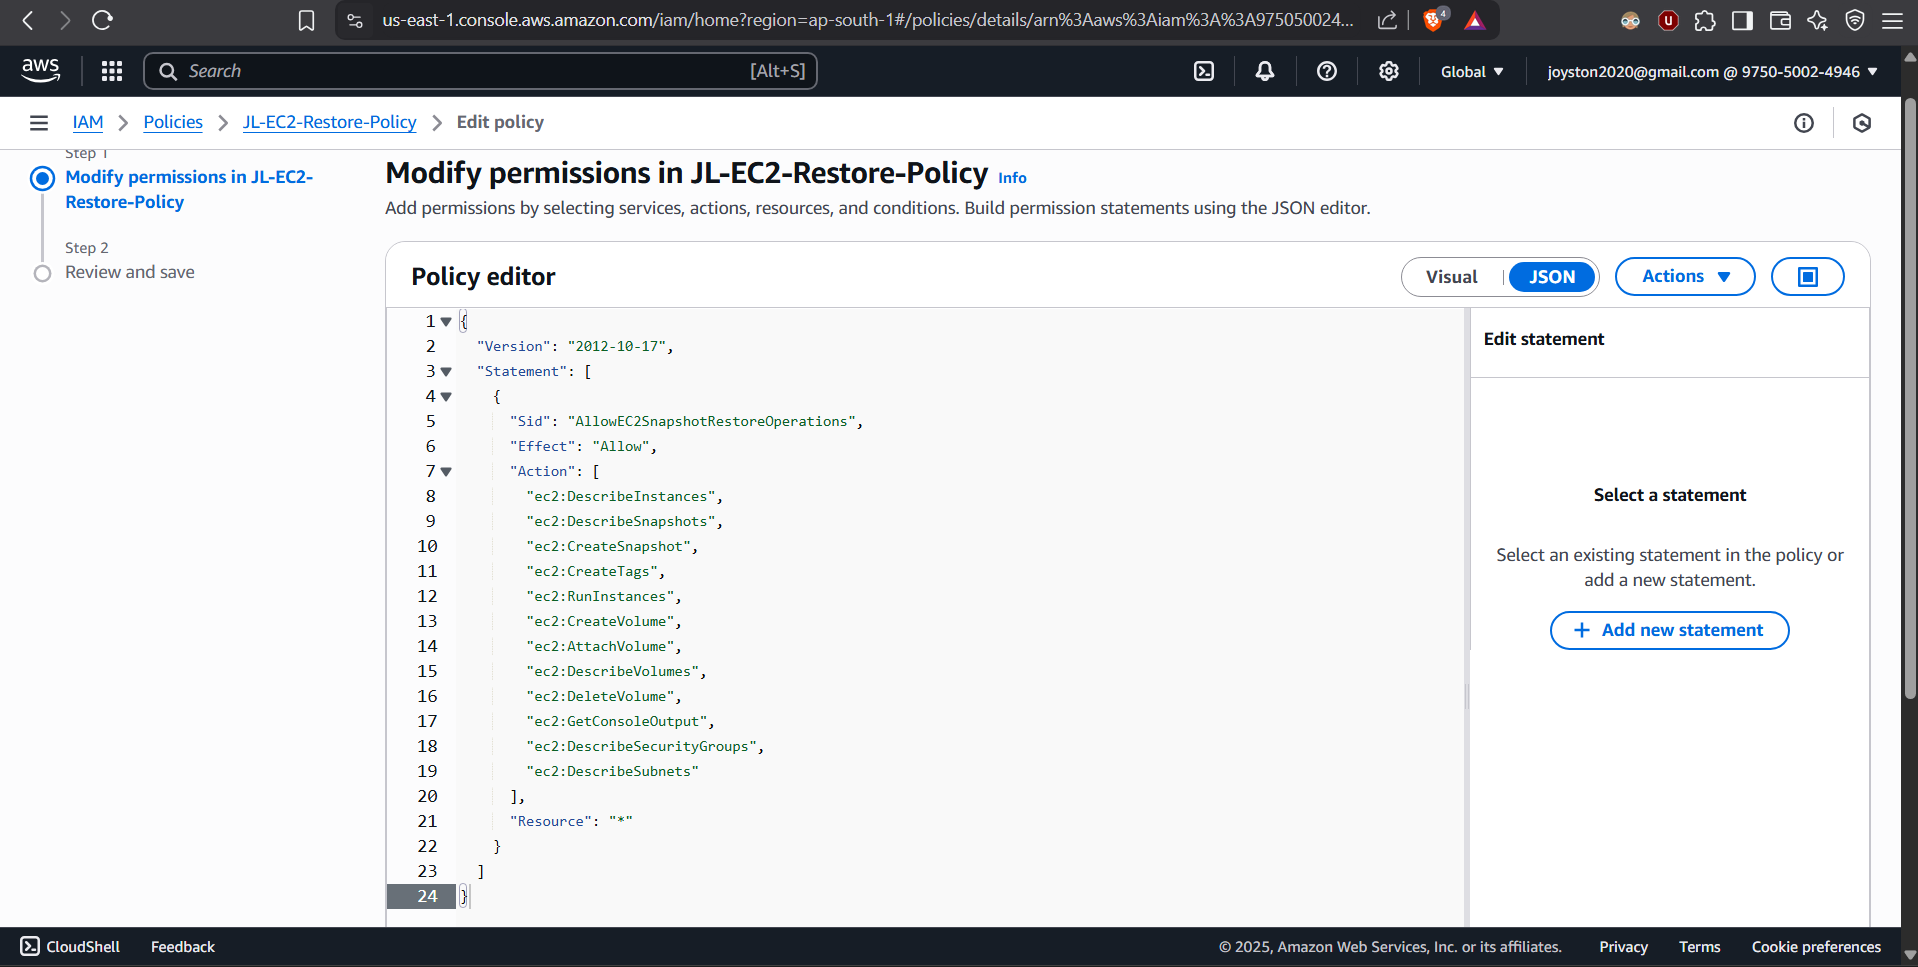 us-east-1.console.aws.amazon.com/iam/home?region=ap-south-1#/policies/details/arn%3Aaws%3Aiam%3A%3A975050024...
4
U
aws
Search
[Alt+S]
Global
joyston2020@gmail.com @ 9750-5002-4946
IAM
Policies
JL-EC2-Restore-Policy
Edit policy
Step 1
Modify permissions in JL-EC2-
Restore-Policy
Step 2
Review and save
Modify permissions in JL-EC2-Restore-Policy Info
Add permissions by selecting services, actions, resources, and conditions. Build permission statements using the JSON editor.
Policy editor
Visual
JSON
Actions
1 {
2 "Version": "2012-10-17",
3 "Statement": [
4 {
5 "Sid": "AllowEC2SnapshotRestoreOperations",
6 "Effect": "Allow",
7 "Action": [
8 "ec2:DescribeInstances",
9 "ec2:DescribeSnapshots",
10 "ec2:CreateSnapshot",
11 "ec2:CreateTags",
12 "ec2:RunInstances",
13 "ec2:CreateVolume",
14 "ec2:AttachVolume",
15 "ec2:DescribeVolumes",
16 "ec2:DeleteVolume",
17 "ec2:GetConsoleOutput",
18 "ec2:DescribeSecurityGroups",
19 "ec2:DescribeSubnets"
20 ],
21 "Resource": "*"
22 }
23 ]
24 }
Edit statement
Select a statement
Select an existing statement in the policy or
add a new statement.
+ Add new statement
CloudShell
Feedback
© 2025, Amazon Web Services, Inc. or its affiliates.
Privacy
Terms
Cookie preferences